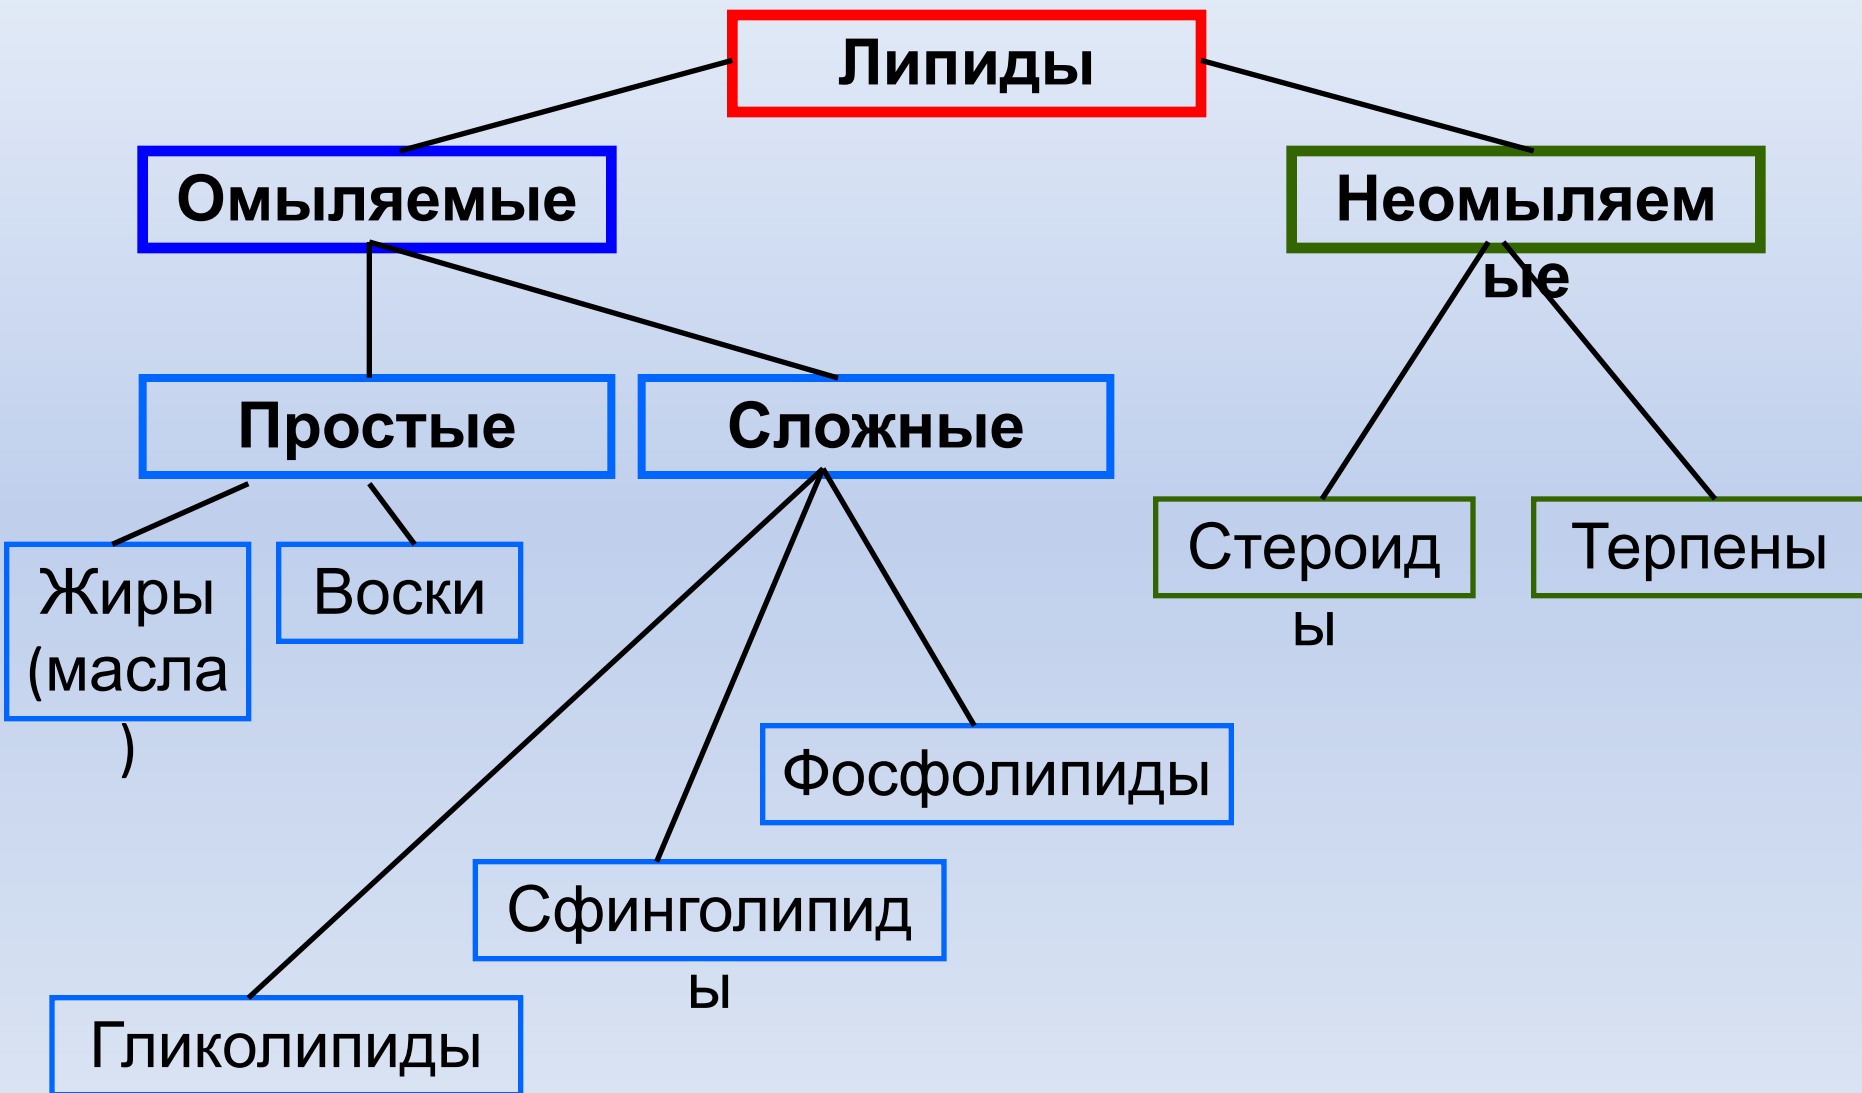 Липиды
Омыляемые
Неомыляем
ые
Простые
Сложные
Стероид
ы
Терпены
Жиры
(масла
)
Воски
Фосфолипиды
Сфинголипид
ы
Гликолипиды